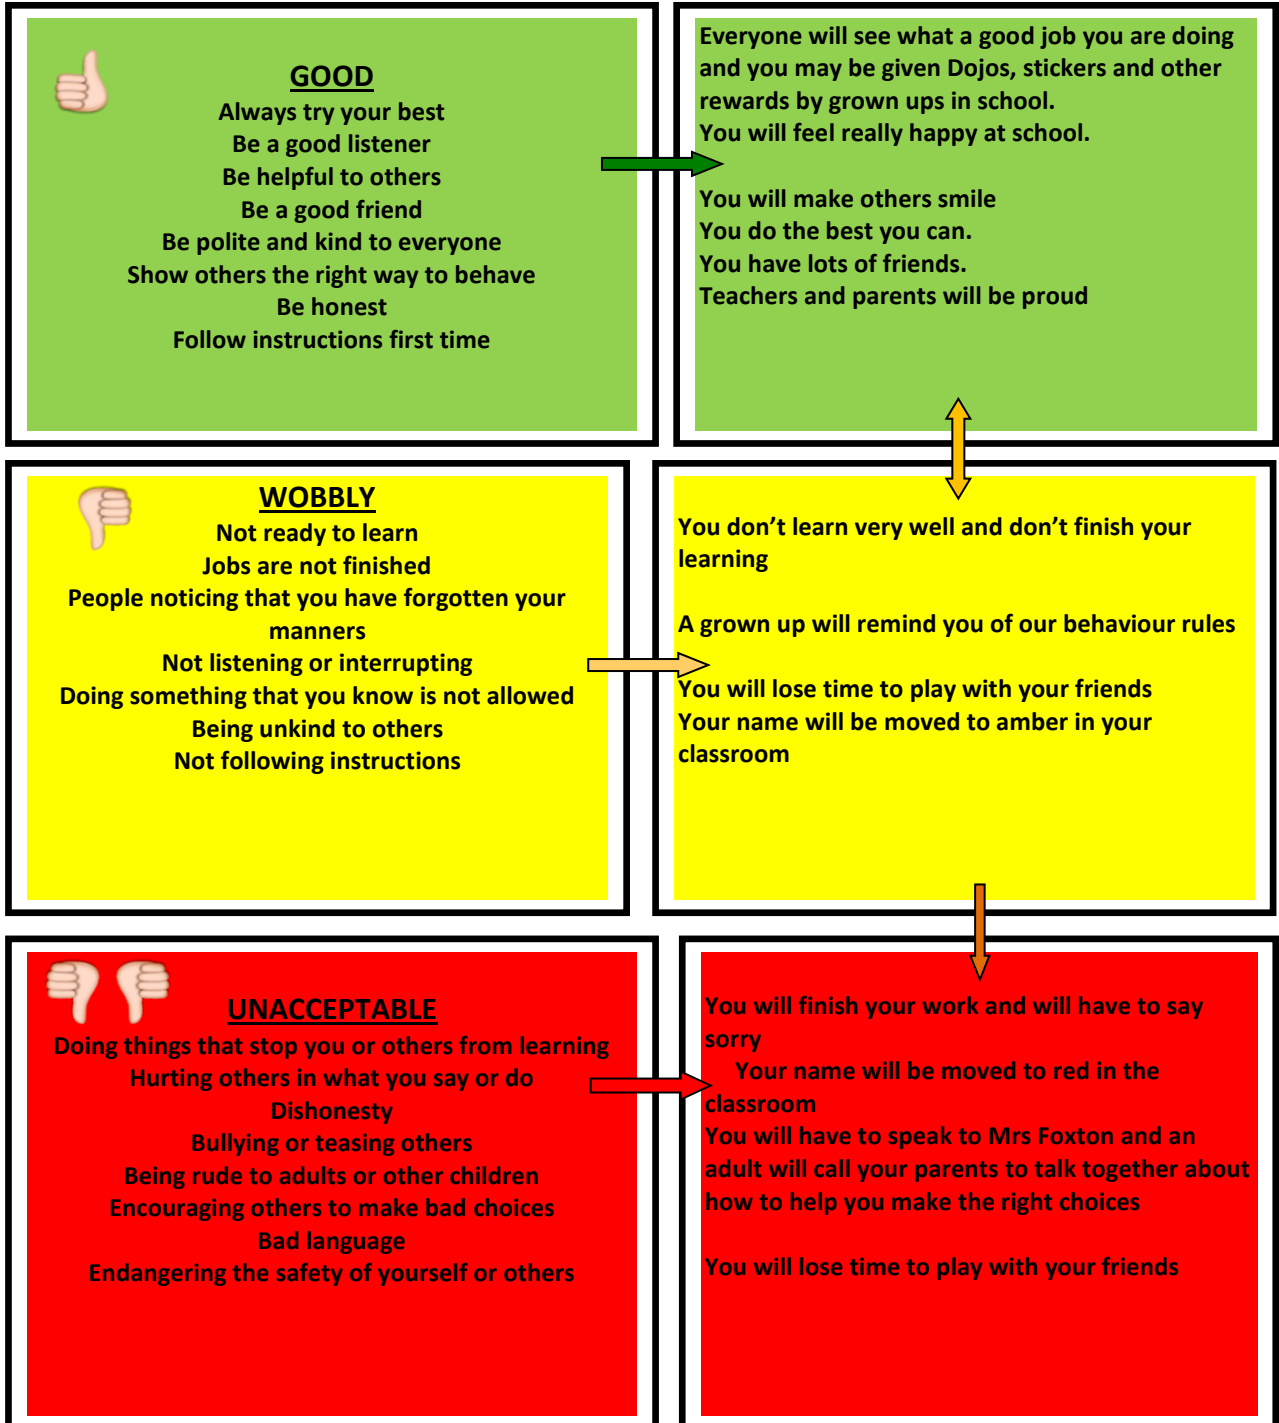 GOOD
Always try your best
Be a good listener
Be helpful to others
Be a good friend
Be polite and kind to everyone
Show others the right way to behave
Be honest
Follow instructions first time
Everyone will see what a good job you are doing
and you may be given Dojos, stickers and other
rewards by grown ups in school.
You will feel really happy at school.
You will make others smile
You do the best you can.
You have lots of friends.
Teachers and parents will be proud
WOBBLY
Not ready to learn
Jobs are not finished
People noticing that you have forgotten your
manners
Not listening or interrupting
Doing something that you know is not allowed
Being unkind to others
Not following instructions
You don’t learn very well and don’t finish your
learning
A grown up will remind you of our behaviour rules
You will lose time to play with your friends
Your name will be moved to amber in your
classroom
UNACCEPTABLE
Doing things that stop you or others from learning
Hurting others in what you say or do
Dishonesty
Bullying or teasing others
Being rude to adults or other children
Encouraging others to make bad choices
Bad language
Endangering the safety of yourself or others
You will finish your work and will have to say
sorry
Your name will be moved to red in the
classroom
You will have to speak to Mrs Foxton and an
adult will call your parents to talk together about
how to help you make the right choices
You will lose time to play with your friends